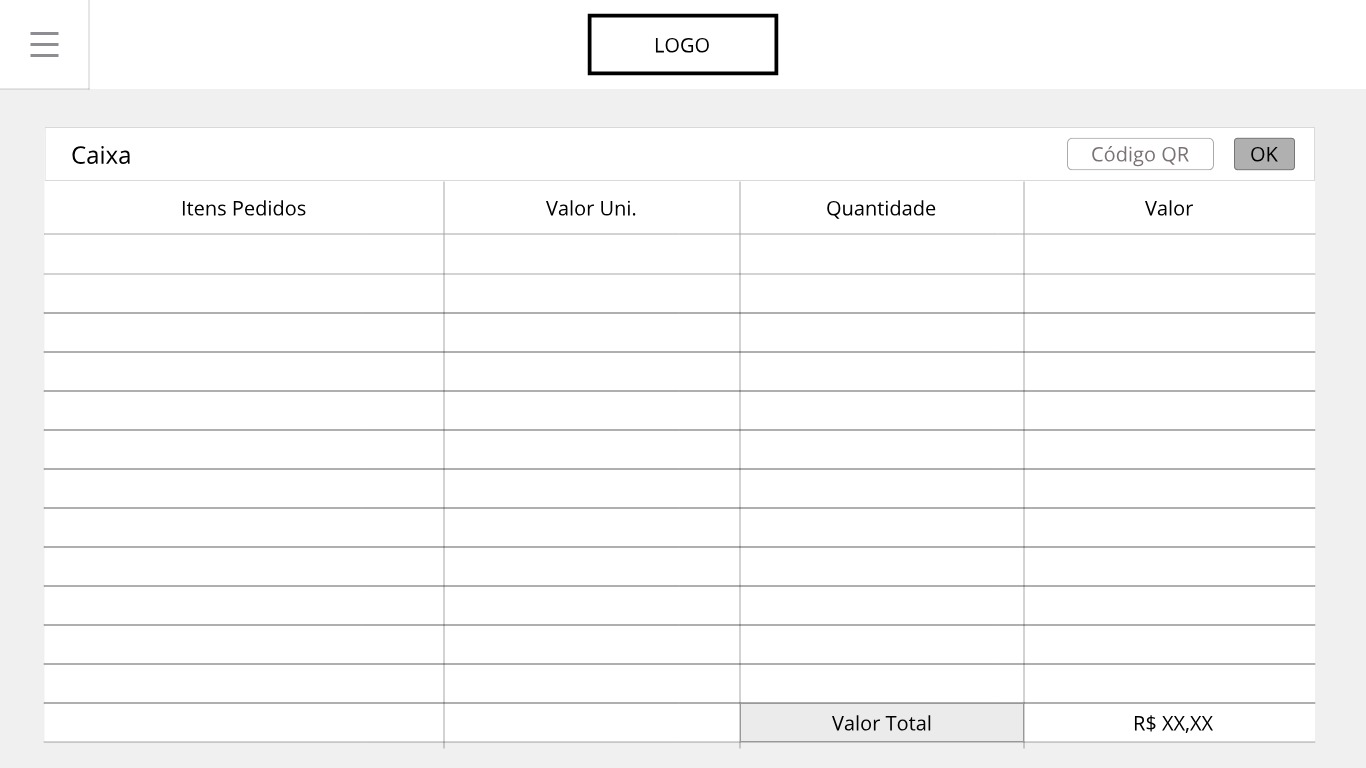 LOGO
Caixa
Código QR
OK
Itens Pedidos
Valor Uni.
Quantidade
Valor
Valor Total
R$ XX,XX